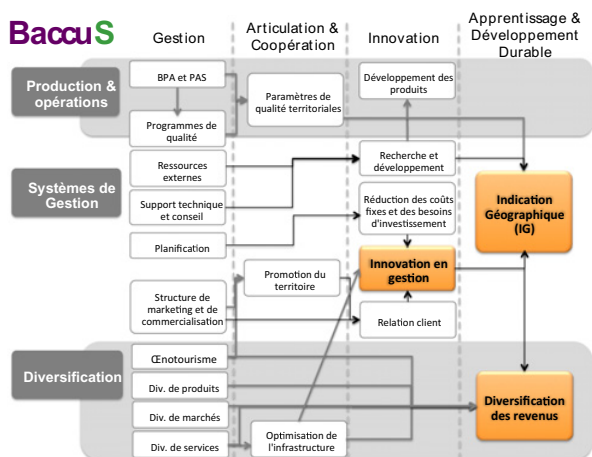 BaccuS
Gestion
Articulation &
Coopération
Innovation
Apprentissage &
Développement
Durable
Production &
opérations
BPA et PAS
Programmes de
qualité
Paramètres de
qualité territoriales
Développement des
produits
Systèmes de
Gestion
Ressources
externes
Support technique
et conseil
Planification
Structure de
marketing et de
commercialisation
Promotion du
territoire
Recherche et
développement
Réduction des coûts
fixes et des besoins
d'investissement
Innovation en
gestion
Relation client
Indication
Géographique
(IG)
Diversification
Œnotourisme
Div. de produits
Div. de marchés
Div. de services
Optimisation de
l'infrastructure
Diversification
des revenus